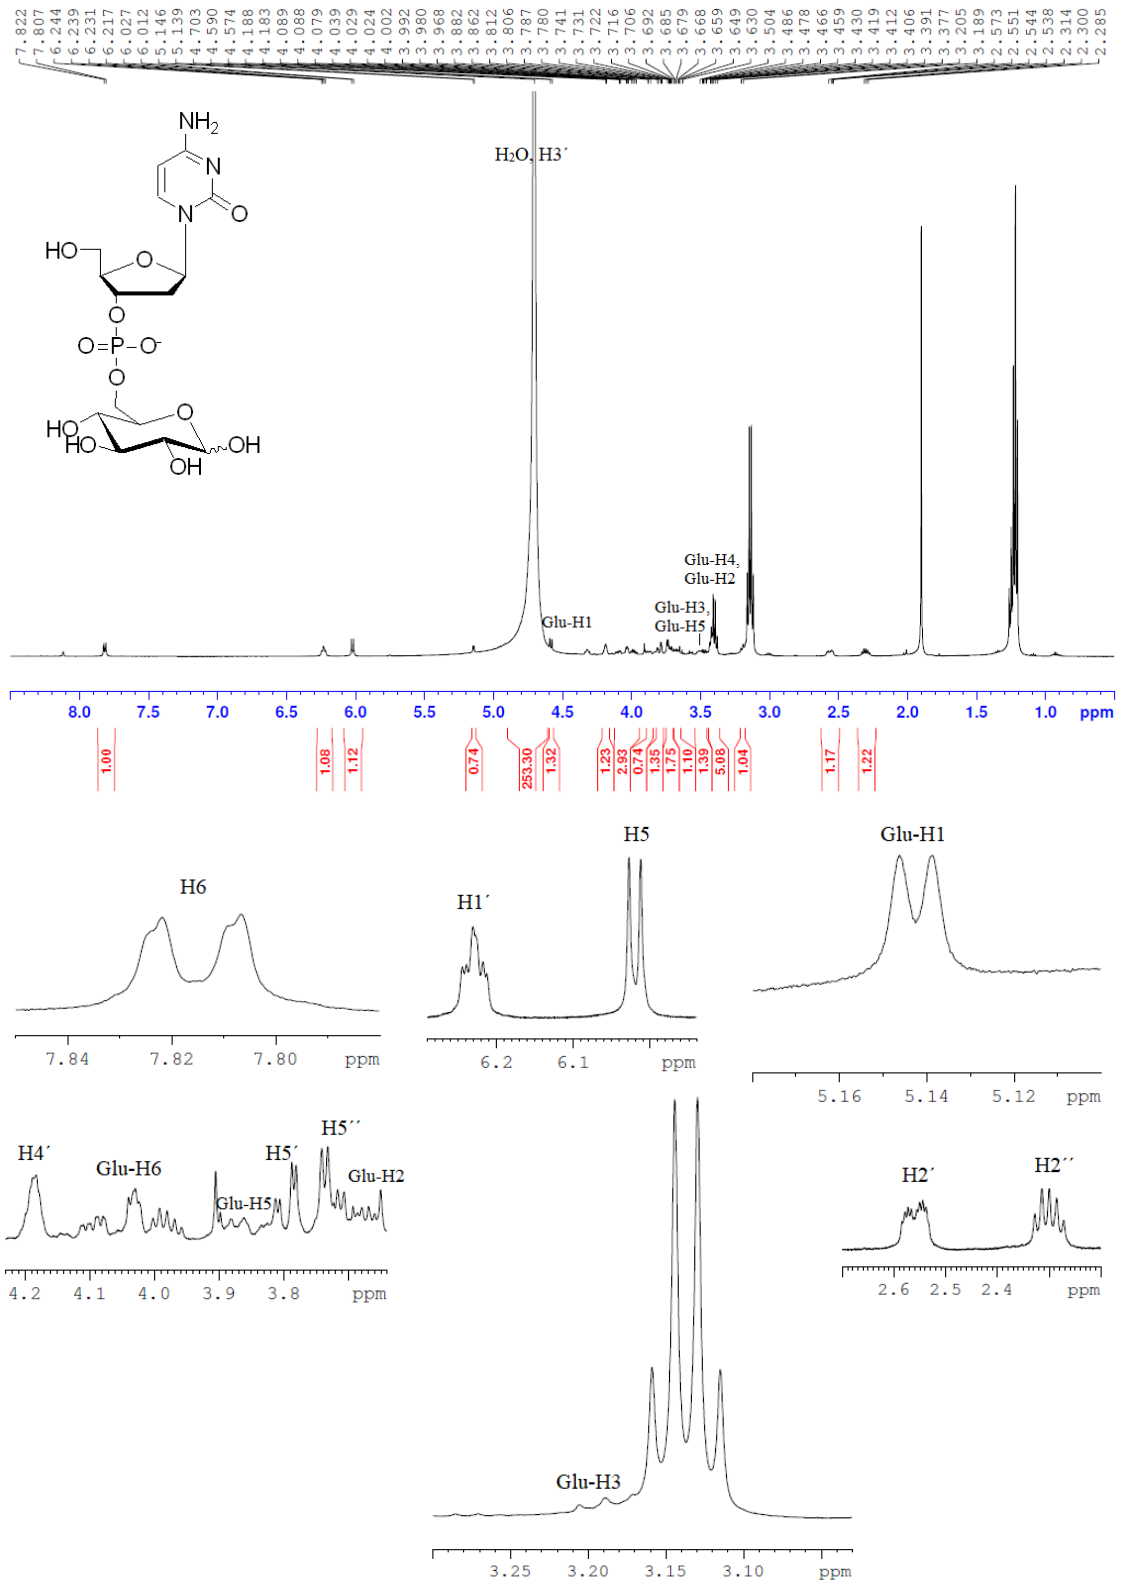 7.822 7.807 6.244 6.239 6.231 6.217 6.027 6.012 5.146 5.139 4.703 4.590 4.574 4.188 4.183 4.089 4.088 4.079 4.039 4.029 4.024 4.002 3.992 3.980 3.968 3.882 3.862 3.812 3.806 3.787 3.780 3.741 3.731 3.722 3.716 3.706 3.692 3.685 3.679 3.668 3.659 3.649 3.630 3.504 3.486 3.478 3.466 3.459 3.430 3.419 3.412 3.406 3.391 3.377 3.205 3.189 2.573 2.551 2.544 2.538 2.314 2.300 2.285
NH₂
N
N
O
HO
O
O
O=P–O⁻
O
O
HO
HO
OH
OH
H₂O, H3´
Glu-H1
Glu-H3,
Glu-H5
Glu-H4,
Glu-H2
8.0 7.5 7.0 6.5 6.0 5.5 5.0 4.5 4.0 3.5 3.0 2.5 2.0 1.5 1.0 ppm
1.00 1.08 1.12 0.74 253.30 1.32 1.23 2.93 0.74 1.35 1.75 1.10 1.39 5.08 1.04 1.17 1.22
H6
7.84 7.82 7.80 ppm
H1´ H5
6.2 6.1 ppm
Glu-H1
5.16 5.14 5.12 ppm
H4´ Glu-H6 Glu-H5 H5´ H5´´ Glu-H2
4.2 4.1 4.0 3.9 3.8 ppm
H2´ H2´´
2.6 2.5 2.4 ppm
Glu-H3
3.25 3.20 3.15 3.10 ppm